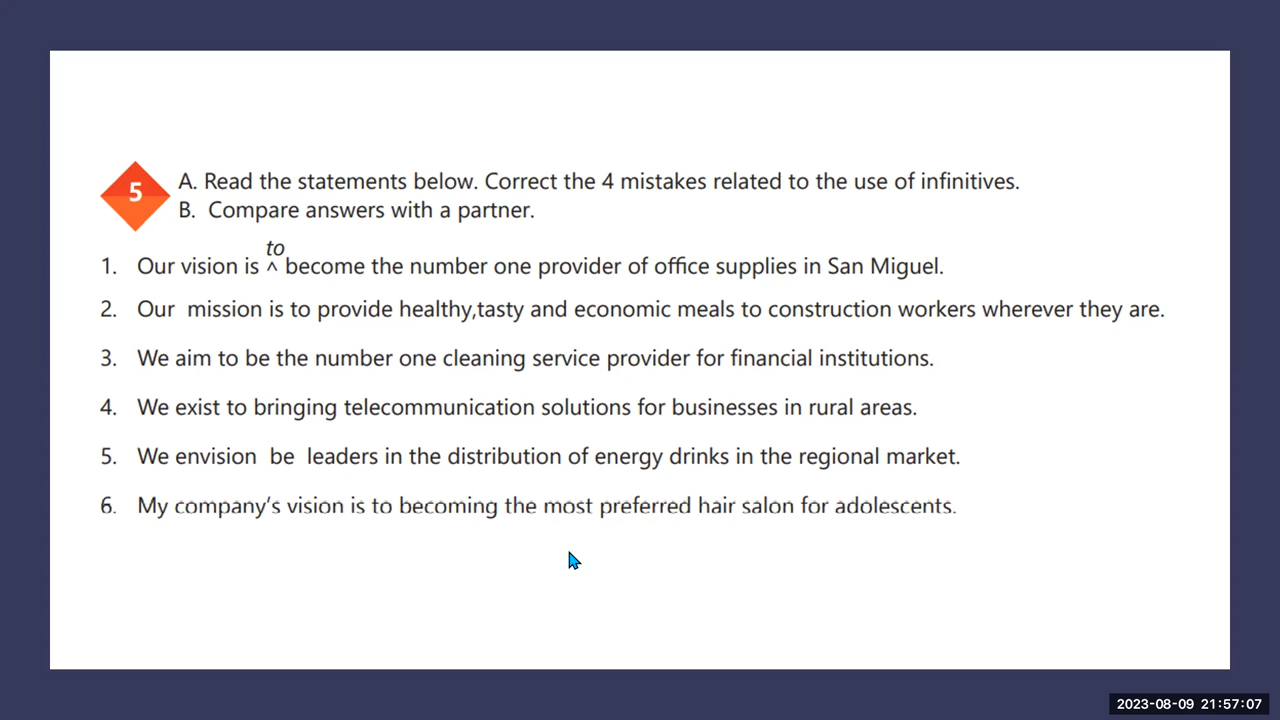 5
A. Read the statements below. Correct the 4 mistakes related to the use of infinitives.
B. Compare answers with a partner.
to
1. Our vision is ^ become the number one provider of office supplies in San Miguel.
2. Our mission is to provide healthy,tasty and economic meals to construction workers wherever they are.
3. We aim to be the number one cleaning service provider for financial institutions.
4. We exist to bringing telecommunication solutions for businesses in rural areas.
5. We envision be leaders in the distribution of energy drinks in the regional market.
6. My company's vision is to becoming the most preferred hair salon for adolescents.
2023-08-09 21:57:07